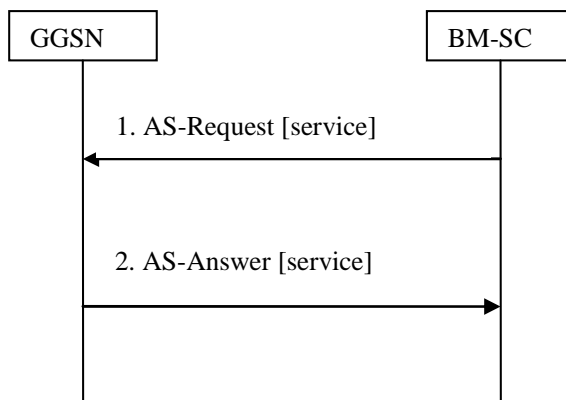 GGSN
BM-SC
1. AS-Request [service]
2. AS-Answer [service]